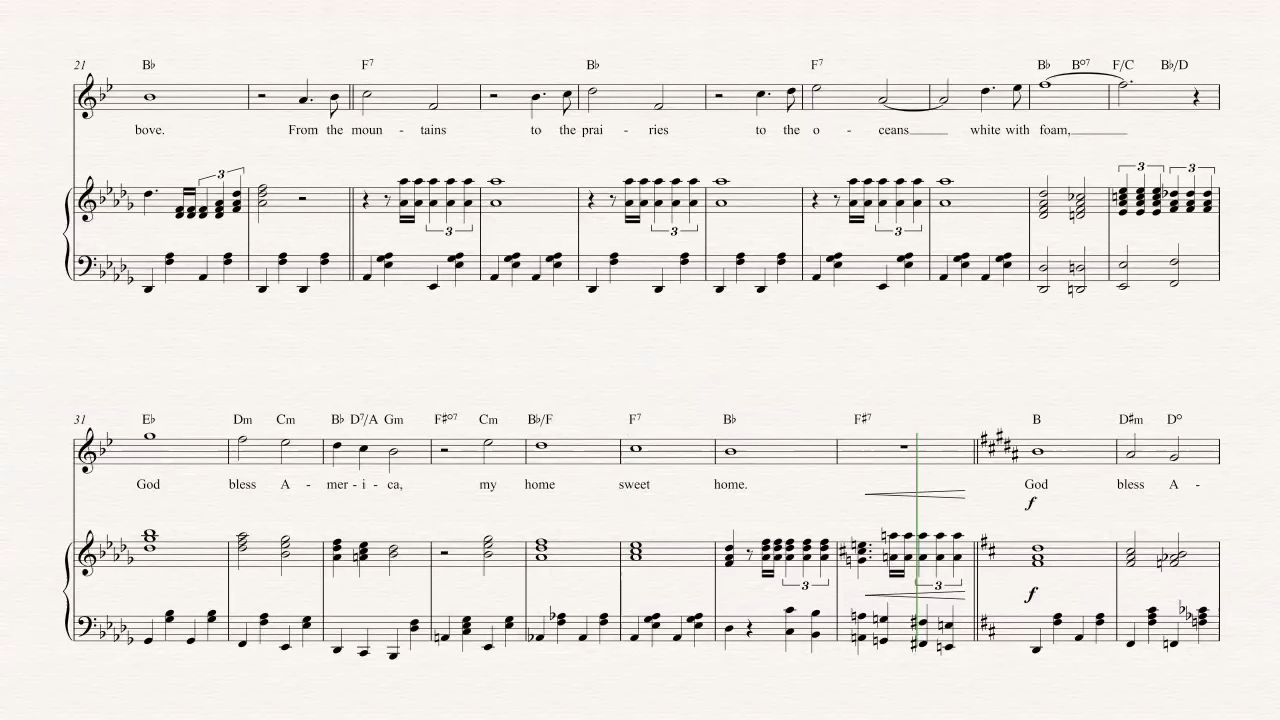 21 B♭ F7 B♭ F7 B♭ B°7 F/C B♭/D
bove. From the moun - tains to the prai - ries to the o - ceans white with foam,
3 3 3
3 3 3
31 E♭ Dm Cm B♭ D7/A Gm F♯°7 Cm B♭/F F7 B♭ F♯7 B D♯m D°
God bless A - mer - i - ca, my home sweet home. God bless A -
f
3 3
f